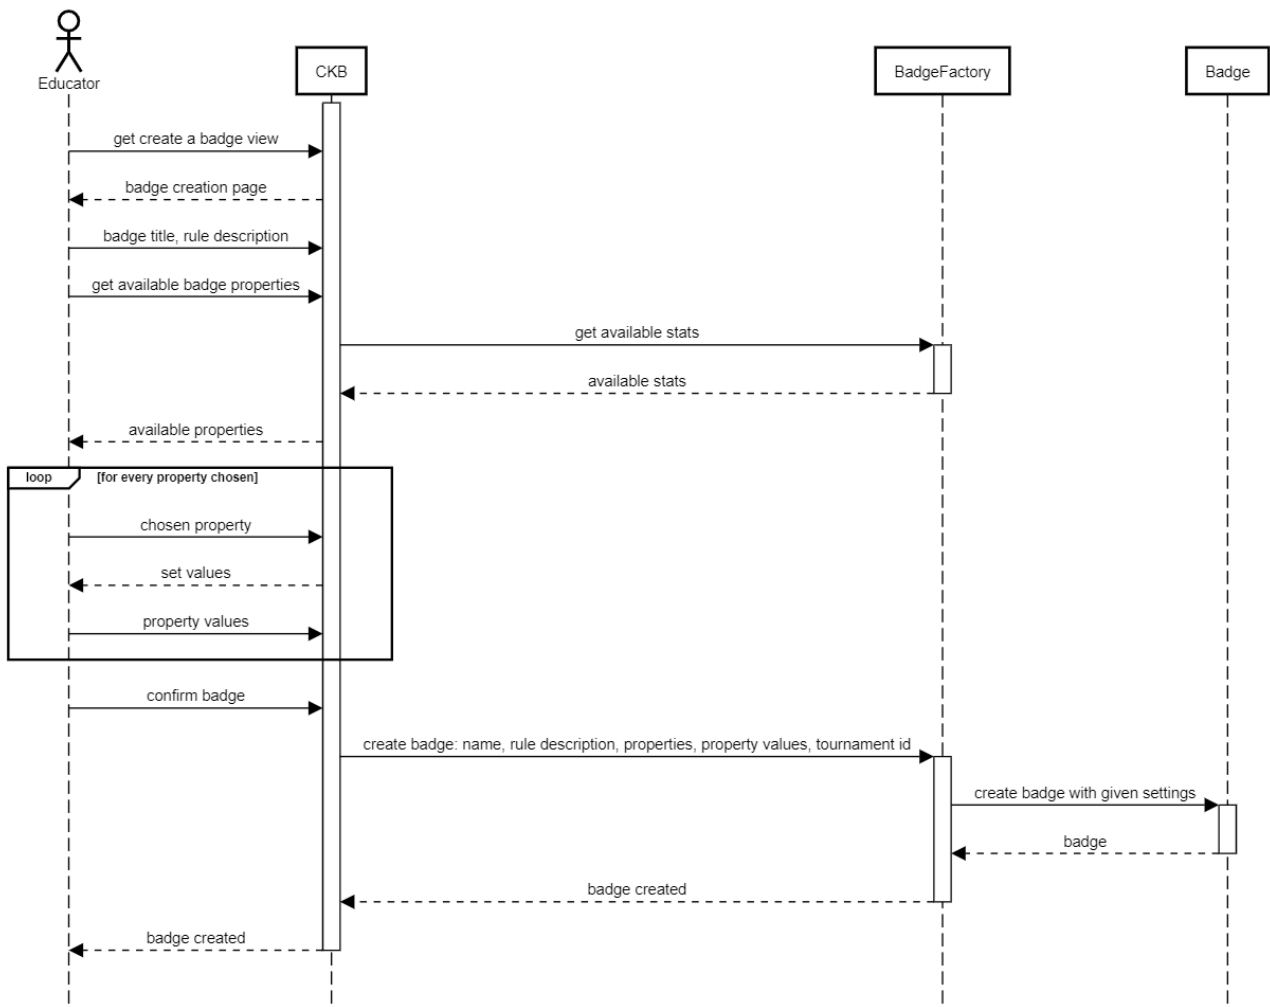 Educator
CKB
BadgeFactory
Badge
get create a badge view
badge creation page
badge title, rule description
get available badge properties
get available stats
available stats
available properties
loop
[for every property chosen]
chosen property
set values
property values
confirm badge
create badge: name, rule description, properties, property values, tournament id
create badge with given settings
badge
badge created
badge created